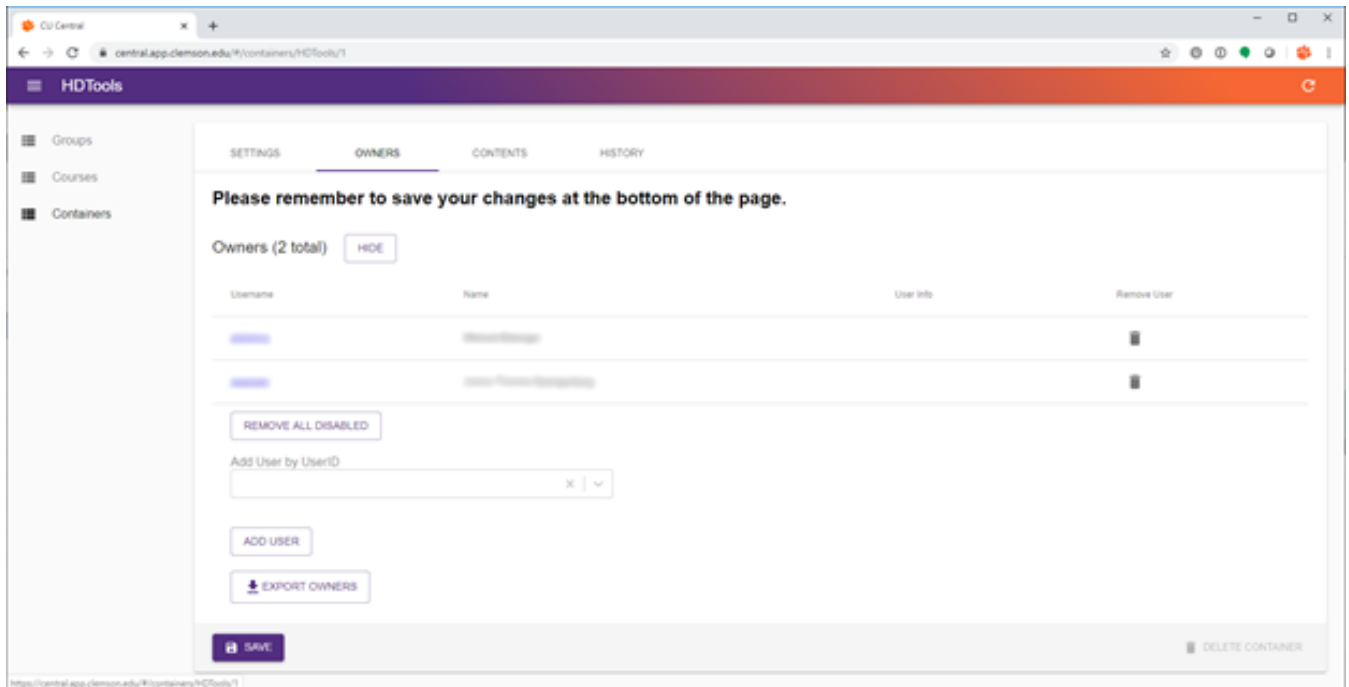 CU Central
central.app.clemson.edu/#/containers/HDTools/1
HDTools
Groups
Courses
Containers
SETTINGS OWNERS CONTENTS HISTORY
Please remember to save your changes at the bottom of the page.
Owners (2 total) HIDE
Username Name User Info Remove User
REMOVE ALL DISABLED
Add User by UserID
ADD USER
EXPORT OWNERS
SAVE DELETE CONTAINER
https://central.app.clemson.edu/#/containers/HDTools/1